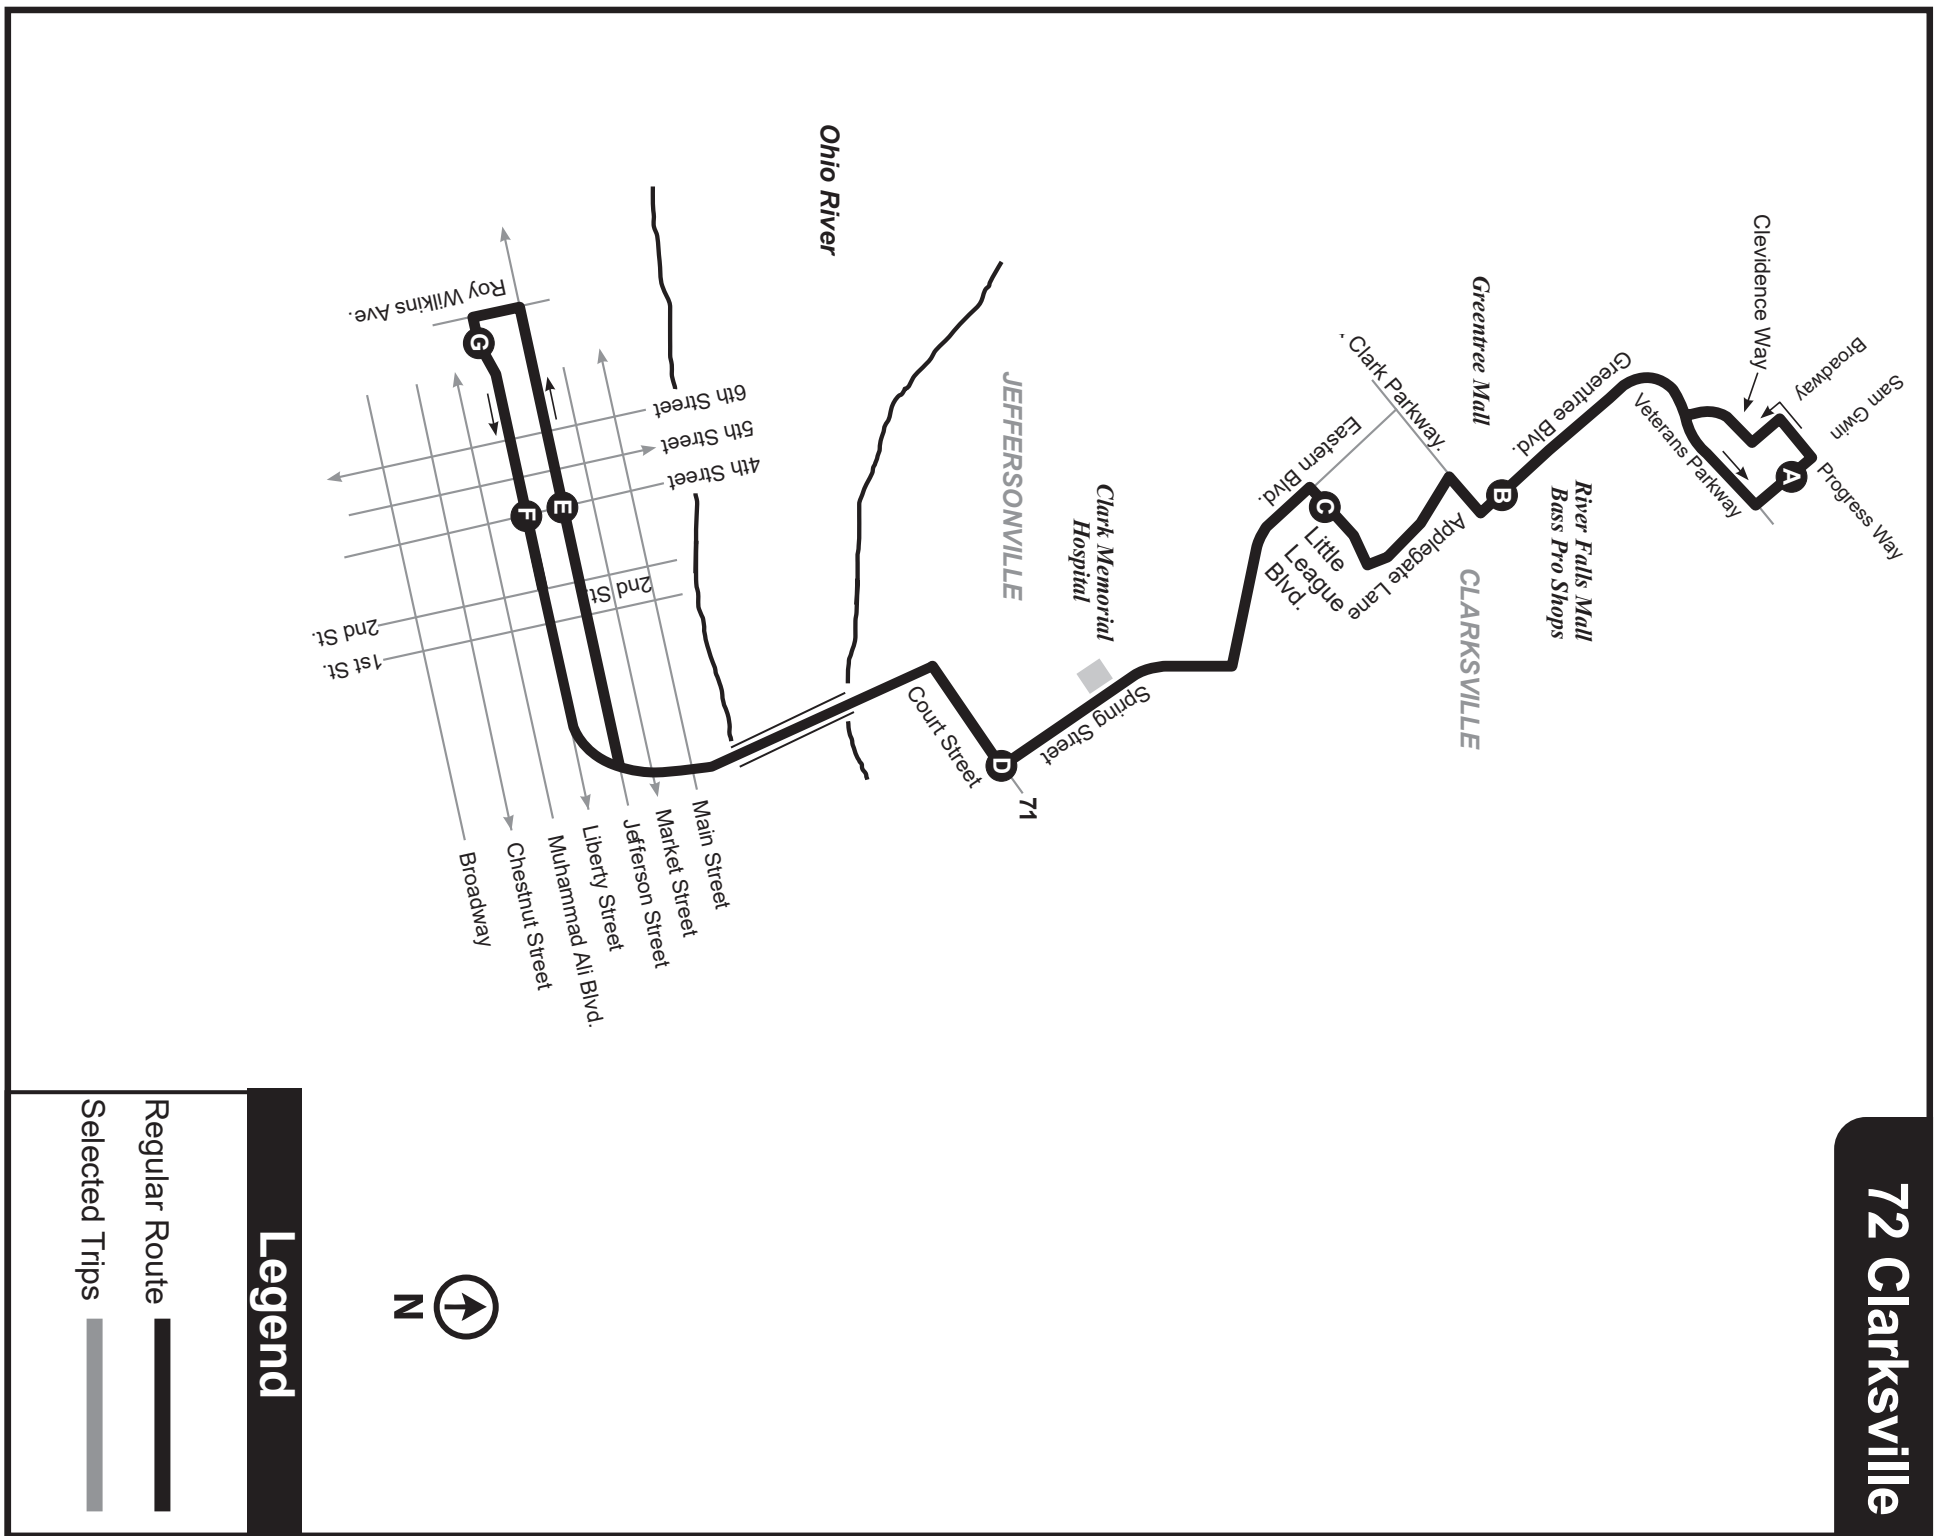 72 Clarksville
Sam Gwin
Broadway
Progress Way
Clevidence Way
A
Veterans Parkway
Greentree Blvd.
River Falls Mall
Bass Pro Shops
B
Greentree Mall
CLARKSVILLE
Clark Parkway.
Applegate Lane
Eastern Blvd.
C
Little
League
Blvd.
Clark Memorial
Hospital
Spring Street
JEFFERSONVILLE
71
D
Court Street
Ohio River
6th Street
5th Street
4th Street
2nd St.
Main Street
Market Street
Jefferson Street
Liberty Street
Muhammad Ali Blvd.
Chestnut Street
Broadway
E
F
G
Roy Wilkins Ave.
2nd St.
1st St.
N
Legend
Regular Route
Selected Trips